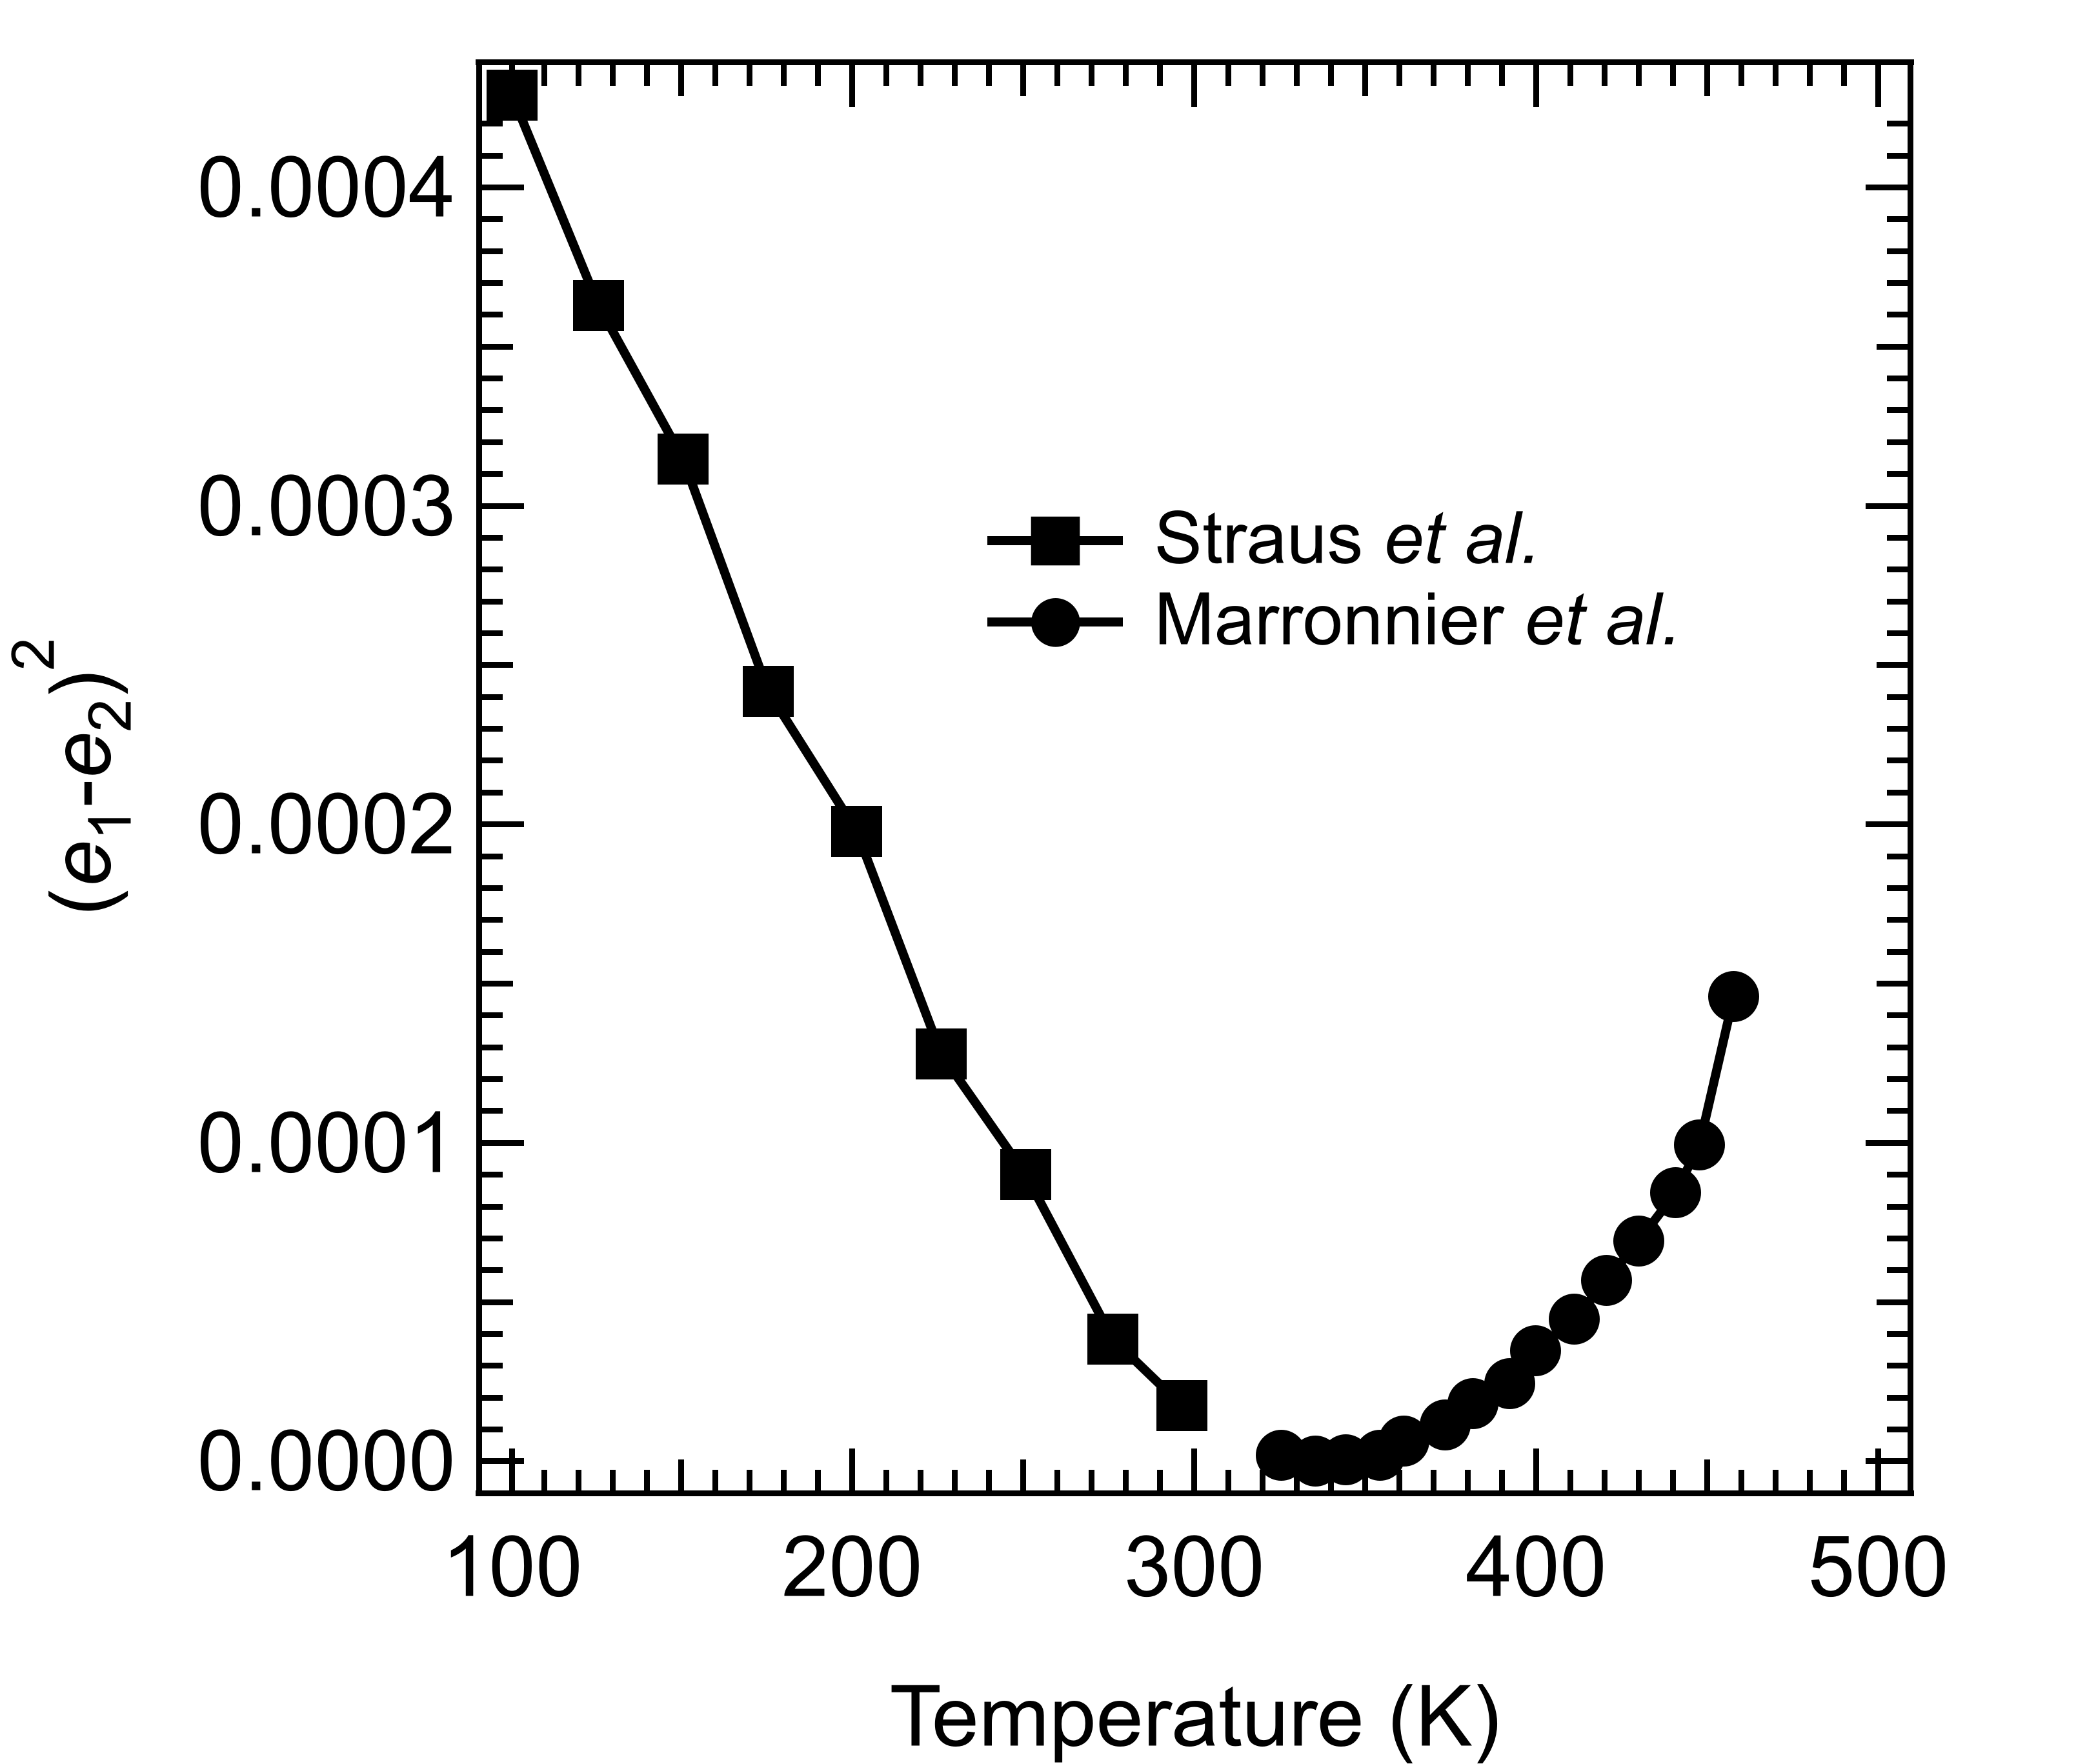 0.0004
0.0003
0.0002
0.0001
0.0000
(e1-e2)2
Straus et al.
Marronnier et al.
100 200 300 400 500
Temperature (K)